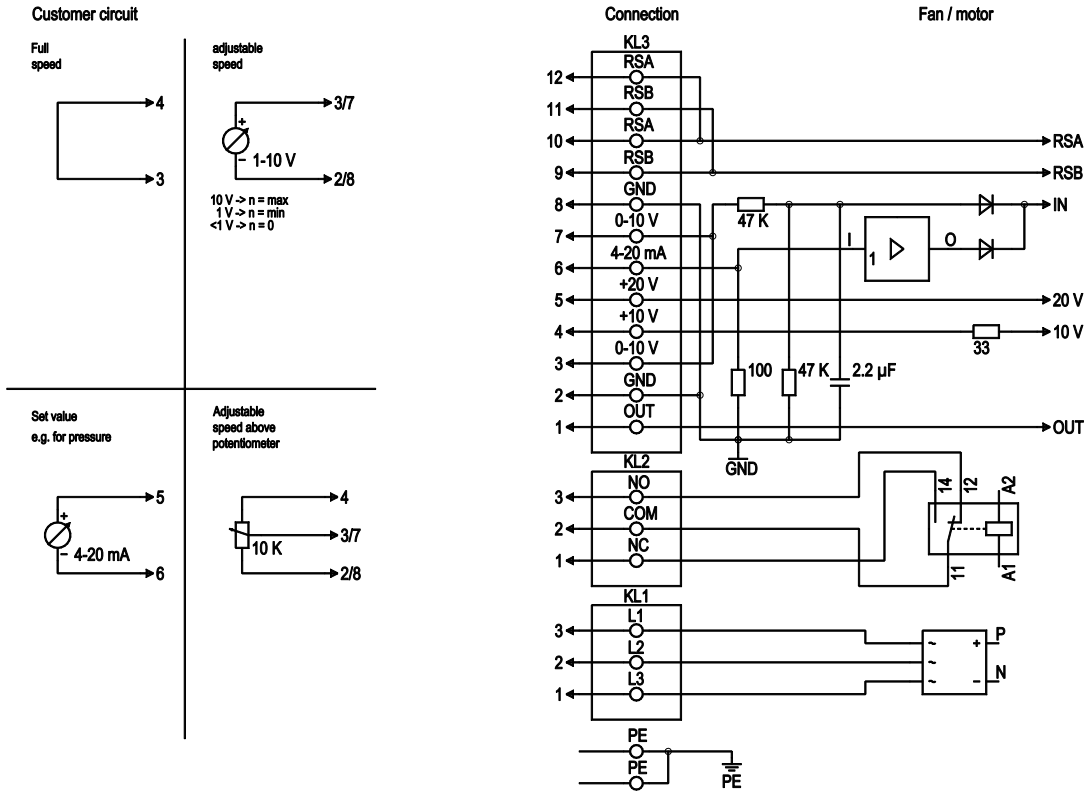 Customer circuit
Connection
Fan / motor
Full
speed
4
3
adjustable
speed
3/7
+
1-10 V
−
2/8
10 V -> n = max
1 V -> n = min
<1 V -> n = 0
Set value
e.g. for pressure
5
+
4-20 mA
−
6
Adjustable
speed above
potentiometer
4
3/7
10 K
2/8
KL3
12 RSA
11 RSB
10 RSA RSA
9 RSB RSB
8 GND IN
7 0-10 V
6 4-20 mA
5 +20 V 20 V
4 +10 V 10 V
3 0-10 V
2 GND
1 OUT OUT
47 K
I
1
O
33
100
47 K
2.2 µF
GND
KL2
3 NO
2 COM
1 NC
14
12
A2
11
A1
KL1
3 L1
2 L2
1 L3
~ + P
~
~ − N
PE
PE
PE